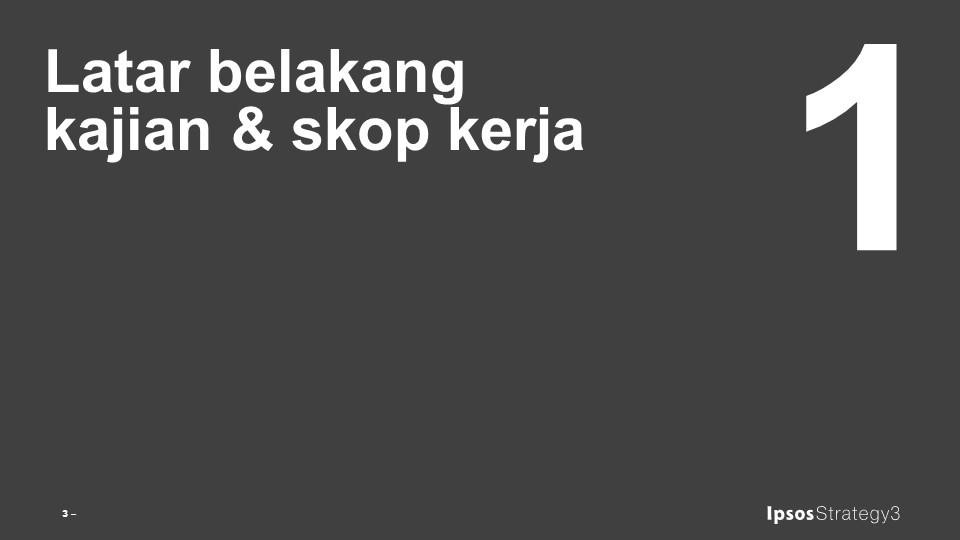 Latar belakang
kajian & skop kerja
1
3 –
IpsosStrategy3